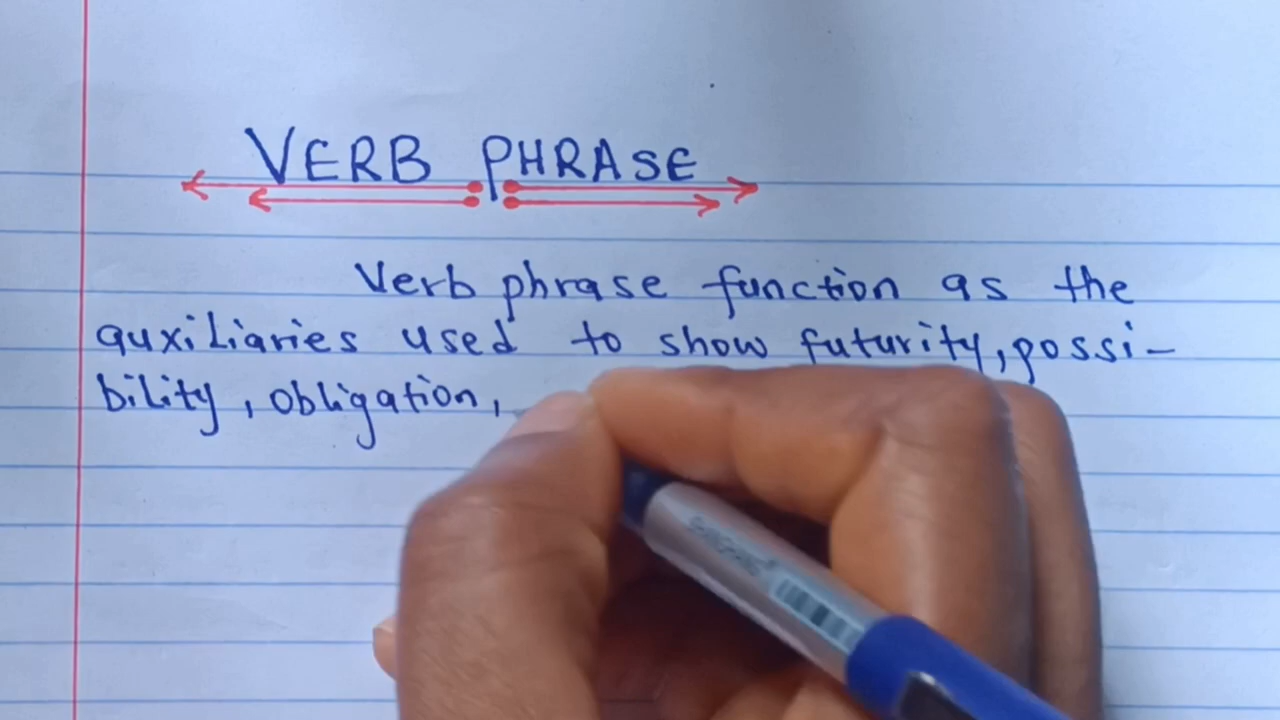 VERB PHRASE
Verb phrase function as the
auxiliaries used to show futurity, possi-
bility, obligation,